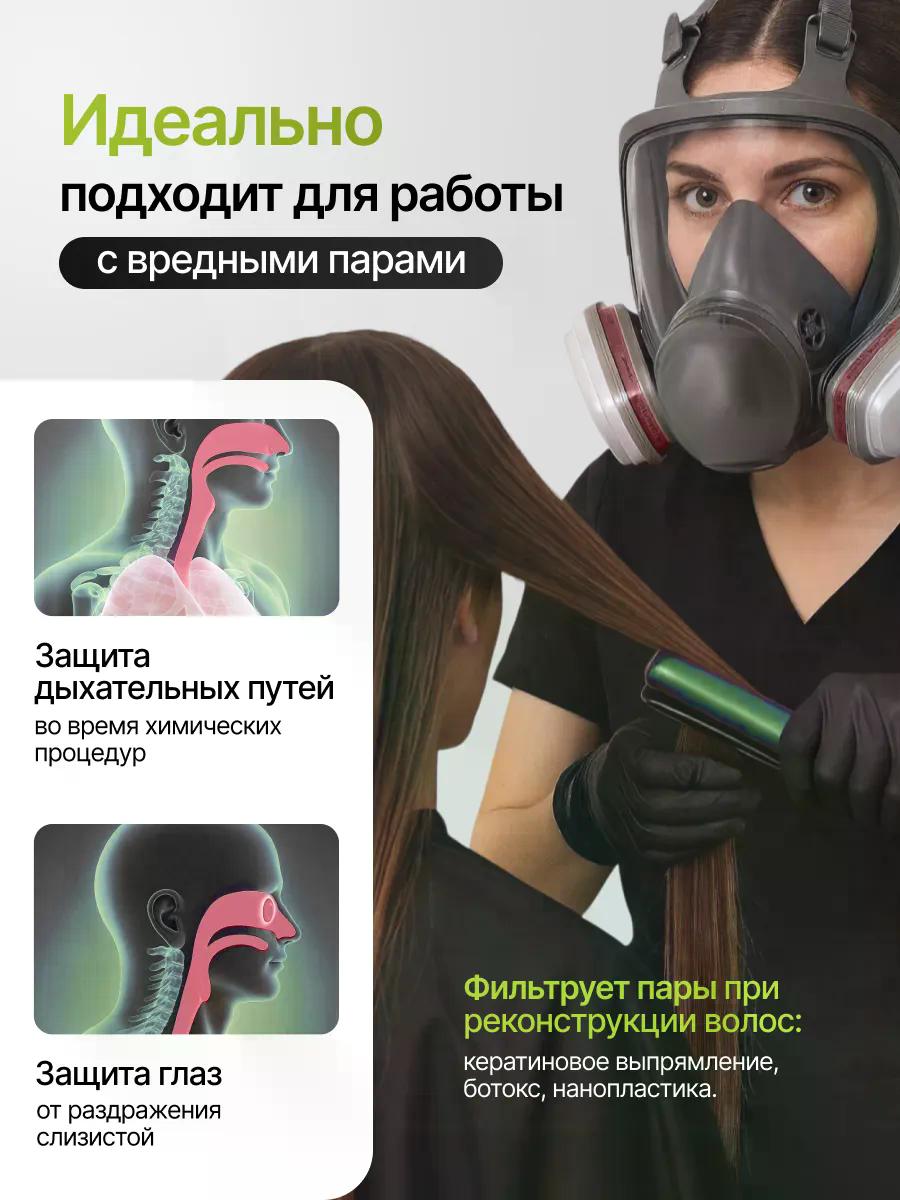 Идеально
подходит для работы
с вредными парами
Защита
дыхательных путей
во время химических
процедур
Защита глаз
от раздражения
слизистой
Фильтрует пары при
реконструкции волос:
кератиновое выпрямление,
ботокс, нанопластика.